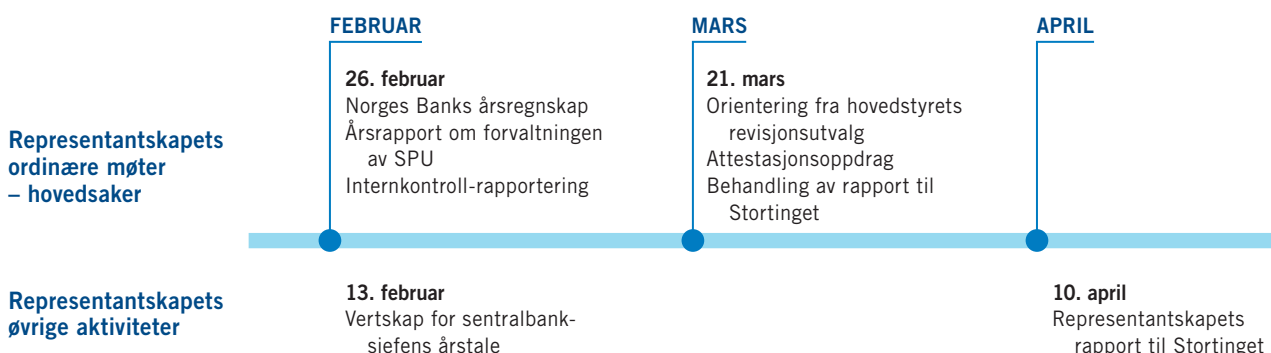 FEBRUAR
MARS
APRIL
Representantskapets
ordinære møter
– hovedsaker
26. februar
Norges Banks årsregnskap
Årsrapport om forvaltningen
av SPU
Internkontroll-rapportering
21. mars
Orientering fra hovedstyrets
revisjonsutvalg
Attestasjonsoppdrag
Behandling av rapport til
Stortinget
Representantskapets
øvrige aktiviteter
13. februar
Vertskap for sentralbank-
sjefens årstale
10. april
Representantskapets
rapport til Stortinget